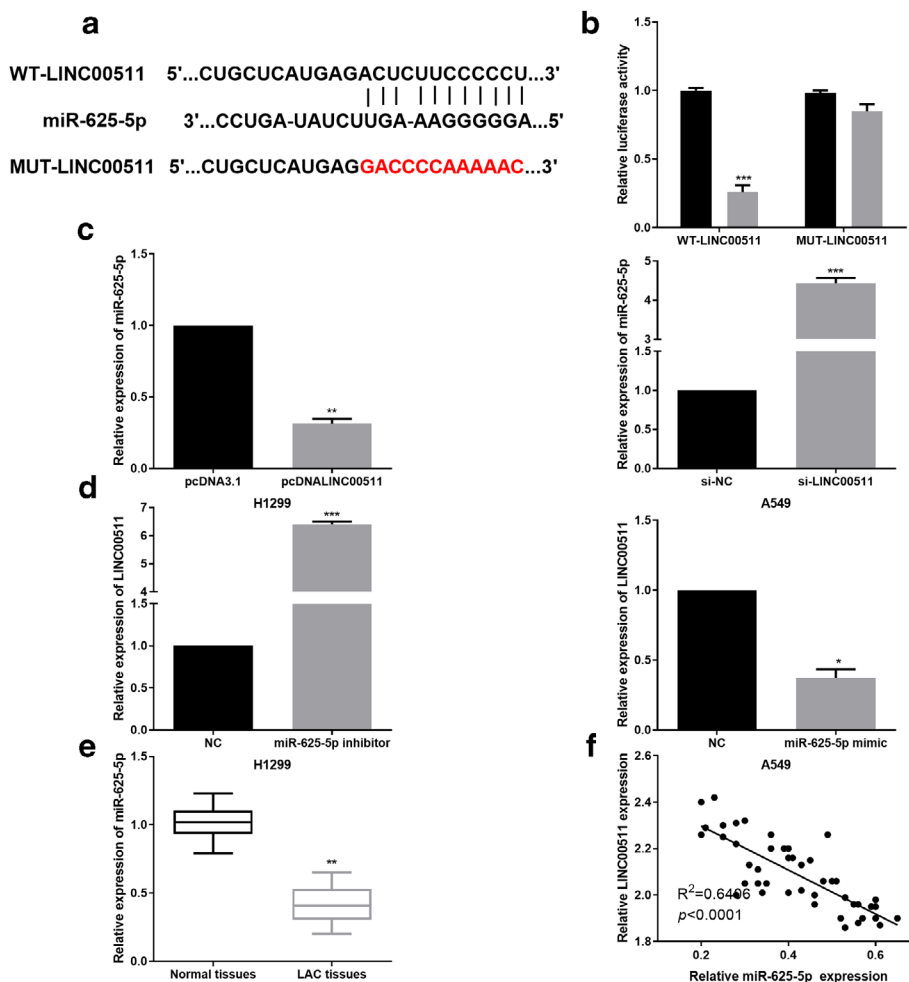 a
WT-LINC00511 5'...CUGCUCAUGAGACUCUUCCCCCU...3'
miR-625-5p 3'...CCUGA-UAUCUUGA-AAGGGGGA...5'
MUT-LINC00511 5'...CUGCUCAUGAGGACCCCAAAAAC...3'
b
Relative luciferase activity
1.5
1.0
0.5
0.0
***
WT-LINC00511 MUT-LINC00511
c
Relative expression of miR-625-5p
1.5
1.0
0.5
0.0
**
pcDNA3.1 pcDNALINC00511
H1299
Relative expression of miR-625-5p
5
4
3
1.5
1.0
0.5
0.0
***
si-NC si-LINC00511
A549
d
Relative expression of LINC00511
7
6
5
4
1.5
1.0
0.5
0.0
***
NC miR-625-5p inhibitor
H1299
Relative expression of LINC00511
1.5
1.0
0.5
0.0
*
NC miR-625-5p mimic
A549
e
Relative expression of miR-625-5p
1.5
1.0
0.5
0.0
**
Normal tissues LAC tissues
f
Relative LINC00511 expression
2.6
2.4
2.2
2.0
1.8
R²=0.6406
p<0.0001
0.2 0.4 0.6
Relative miR-625-5p expression